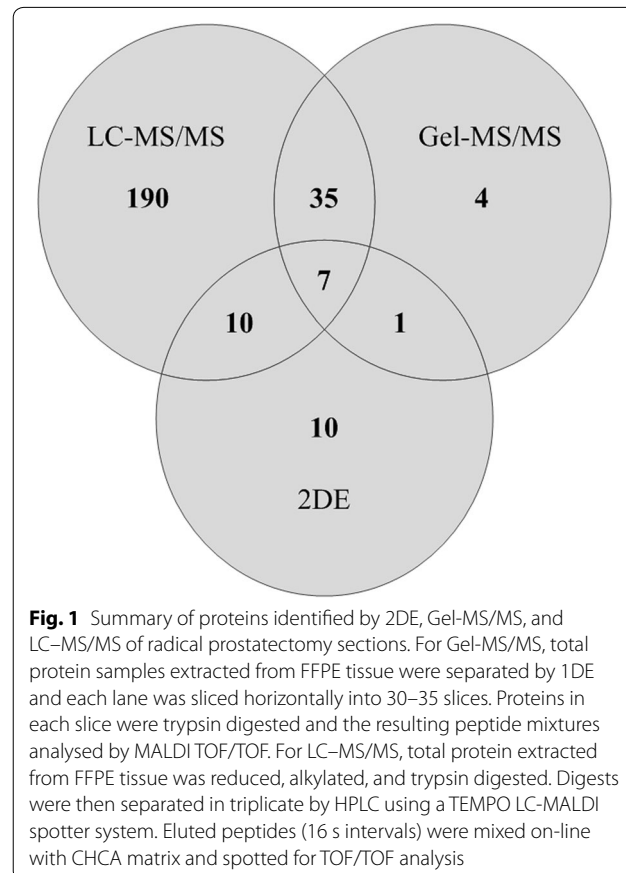 LC-MS/MS
Gel-MS/MS
190
35
4
7
10
1
10
2DE
Fig. 1 Summary of proteins identified by 2DE, Gel-MS/MS, and
LC–MS/MS of radical prostatectomy sections. For Gel-MS/MS, total
protein samples extracted from FFPE tissue were separated by 1DE
and each lane was sliced horizontally into 30–35 slices. Proteins in
each slice were trypsin digested and the resulting peptide mixtures
analysed by MALDI TOF/TOF. For LC–MS/MS, total protein extracted
from FFPE tissue was reduced, alkylated, and trypsin digested. Digests
were then separated in triplicate by HPLC using a TEMPO LC-MALDI
spotter system. Eluted peptides (16 s intervals) were mixed on-line
with CHCA matrix and spotted for TOF/TOF analysis